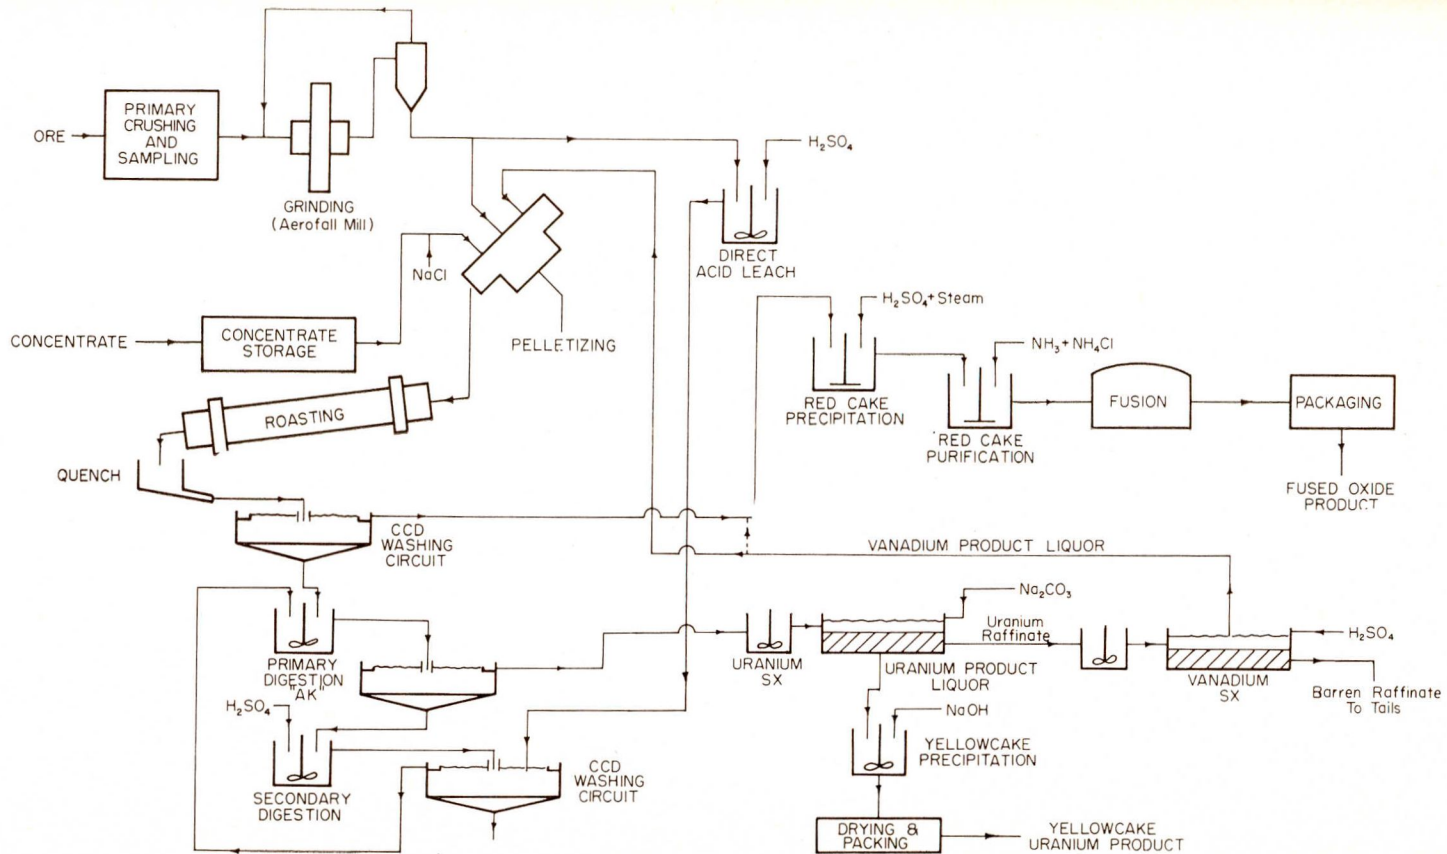 PRIMARY
CRUSHING
AND
SAMPLING
ORE
GRINDING
(Aerofall Mill)
H₂SO₄
DIRECT
ACID LEACH
NaCl
CONCENTRATE
CONCENTRATE
STORAGE
PELLETIZING
H₂SO₄+Steam
RED CAKE
PRECIPITATION
NH₃+NH₄Cl
RED CAKE
PURIFICATION
FUSION
PACKAGING
FUSED OXIDE
PRODUCT
ROASTING
QUENCH
CCD
WASHING
CIRCUIT
VANADIUM PRODUCT LIQUOR
PRIMARY
DIGESTION
"AK"
URANIUM
SX
Na₂CO₃
Uranium
Raffinate
URANIUM PRODUCT
LIQUOR
H₂SO₄
VANADIUM
SX
Barren Raffinate
To Tails
H₂SO₄
SECONDARY
DIGESTION
CCD
WASHING
CIRCUIT
NaOH
YELLOWCAKE
PRECIPITATION
DRYING &
PACKING
YELLOWCAKE
URANIUM PRODUCT